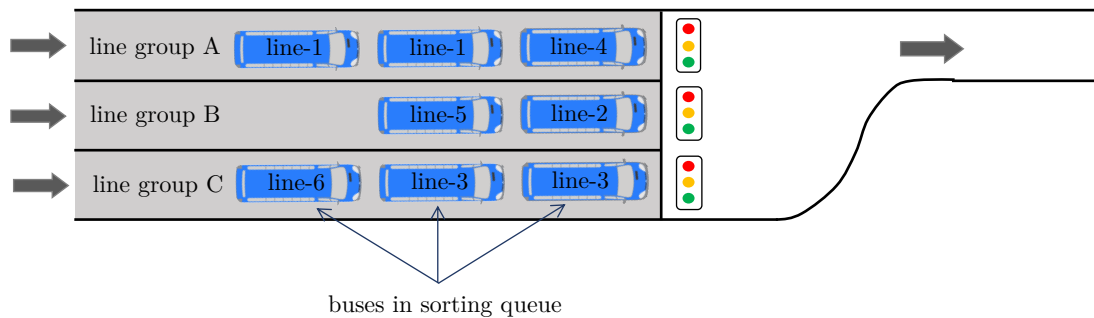 line group A line-1 line-1 line-4
line group B line-5 line-2
line group C line-6 line-3 line-3
buses in sorting queue